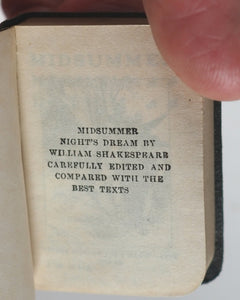 MIDSUMMER
NIGHT'S DREAM BY
WILLIAM SHAKESPEARE
CAREFULLY EDITED AND
COMPARED WITH THE
BEST TEXTS